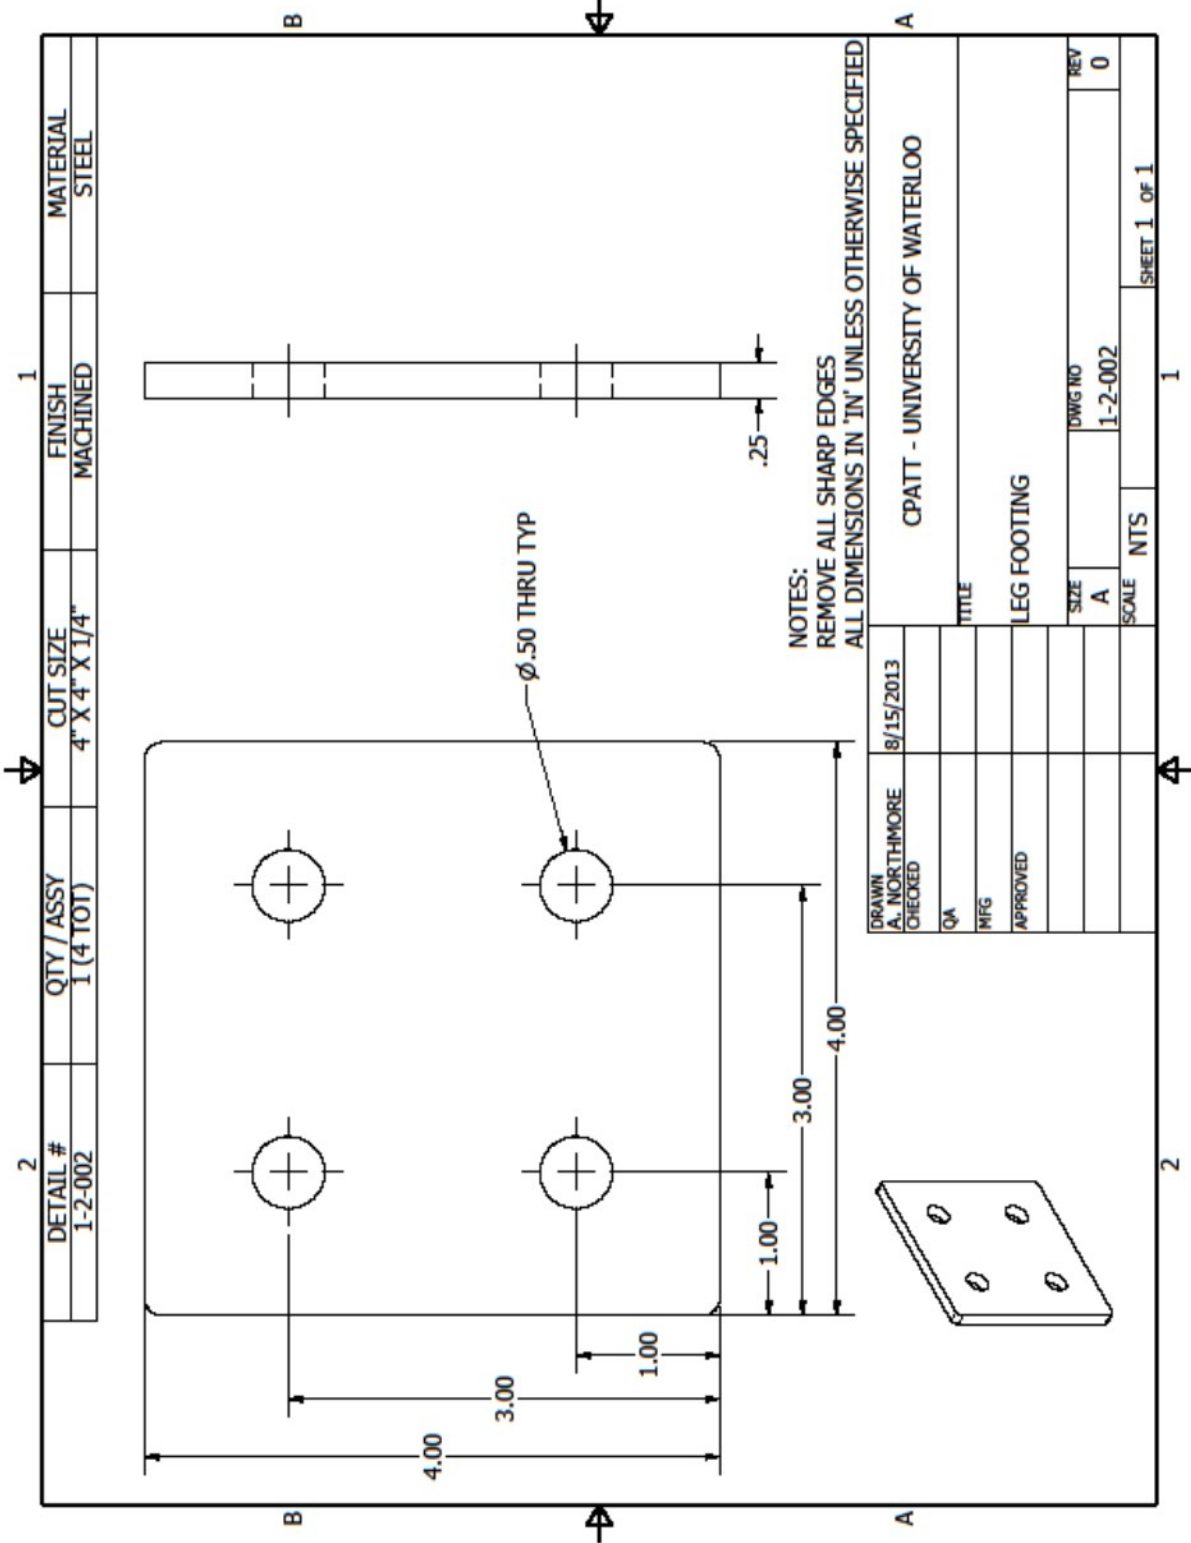 2
1
DETAIL #
QTY / ASSY
CUT SIZE
FINISH
MATERIAL
1-2-002
1 (4 TOT)
4" X 4" X 1/4"
MACHINED
STEEL
B
B
4.00
3.00
1.00
Ø.50 THRU TYP
1.00
3.00
4.00
.25
NOTES:
REMOVE ALL SHARP EDGES
ALL DIMENSIONS IN 'IN' UNLESS OTHERWISE SPECIFIED
A
A
DRAWN
A. NORTHMORE
8/15/2013
CHECKED
QA
MFG
APPROVED
CPATT - UNIVERSITY OF WATERLOO
TITLE
LEG FOOTING
SIZE
A
DWG NO
1-2-002
REV
0
SCALE
NTS
SHEET 1 OF 1
2
1